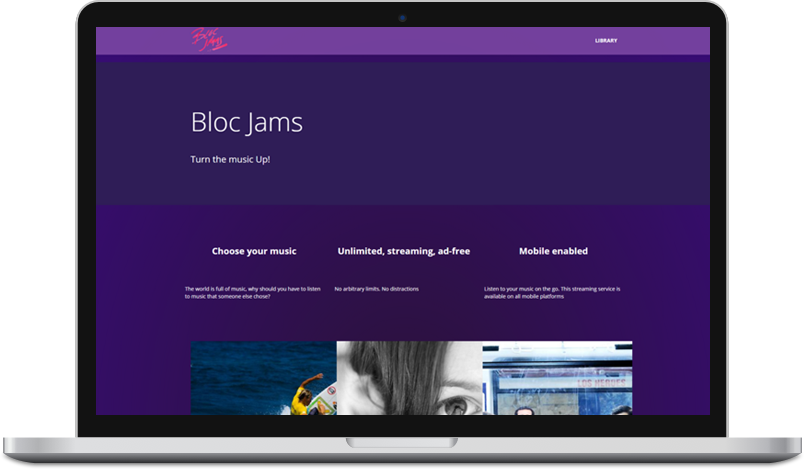 Bloc
Jams
LIBRARY
Bloc Jams
Turn the music Up!
Choose your music
Unlimited, streaming, ad-free
Mobile enabled
The world is full of music, why should you have to listen
to music that someone else chose?
No arbitrary limits. No distractions
Listen to your music on the go. This streaming service is
available on all mobile platforms